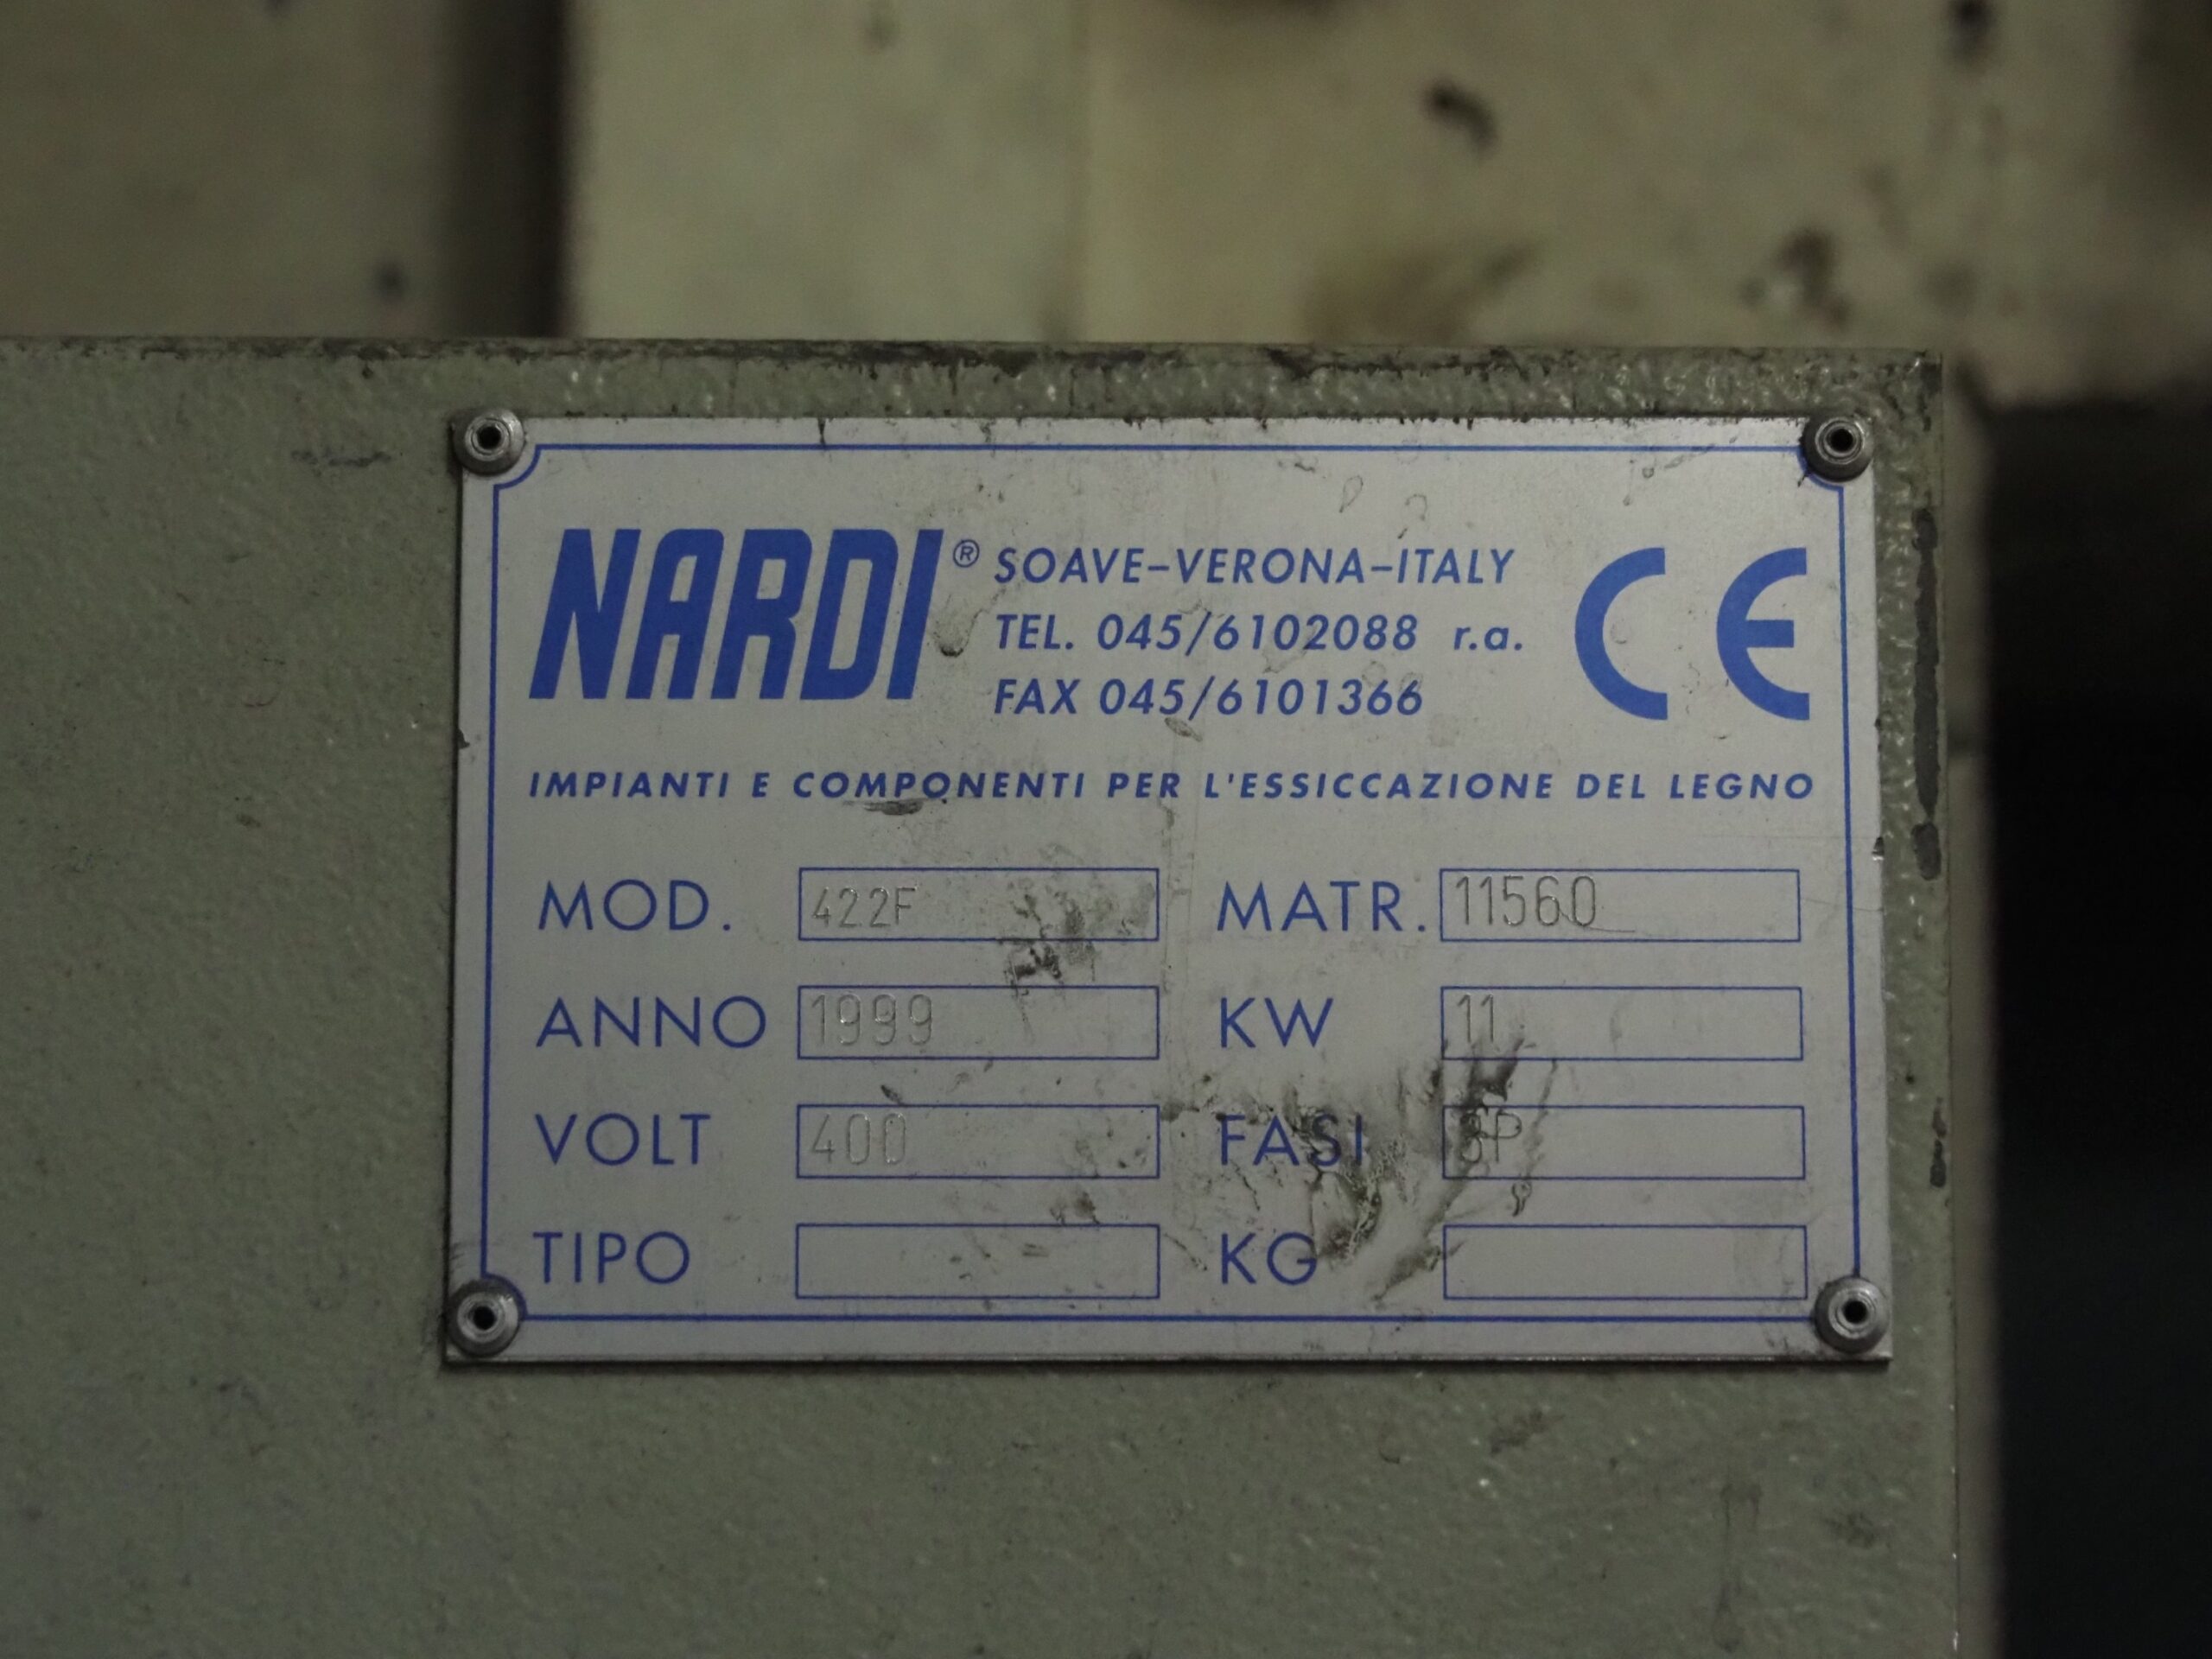 NARDI® SOAVE-VERONA-ITALY
TEL. 045/6102088 r.a.
FAX 045/6101366
CE
IMPIANTI E COMPONENTI PER L'ESSICCAZIONE DEL LEGNO
MOD. 422F MATR. 11560
ANNO 1999 KW 11
VOLT 400 FASI 3P
TIPO KG